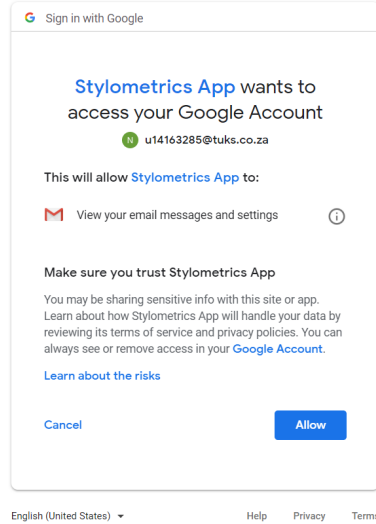 Sign in with Google
Stylometrics App wants to
access your Google Account
N u14163285@tuks.co.za
This will allow Stylometrics App to:
View your email messages and settings
Make sure you trust Stylometrics App
You may be sharing sensitive info with this site or app.
Learn about how Stylometrics App will handle your data by
reviewing its terms of service and privacy policies. You can
always see or remove access in your Google Account.
Learn about the risks
Cancel Allow
English (United States) Help Privacy Terms